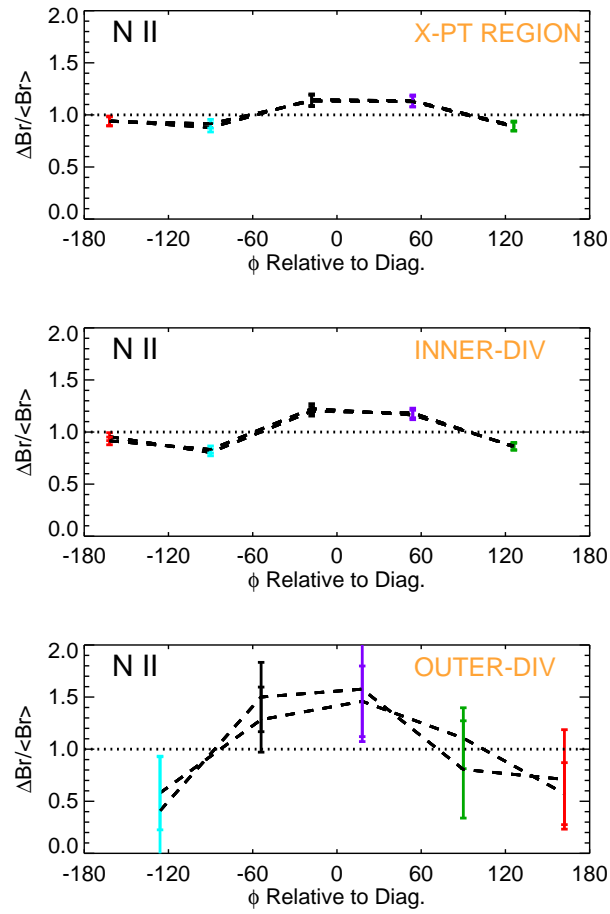 N II
X-PT REGION
ΔBr/<Br>
2.0
1.5
1.0
0.5
0.0
-180 -120 -60 0 60 120 180
ϕ Relative to Diag.
N II
INNER-DIV
ΔBr/<Br>
2.0
1.5
1.0
0.5
0.0
-180 -120 -60 0 60 120 180
ϕ Relative to Diag.
N II
OUTER-DIV
ΔBr/<Br>
2.0
1.5
1.0
0.5
0.0
-180 -120 -60 0 60 120 180
ϕ Relative to Diag.